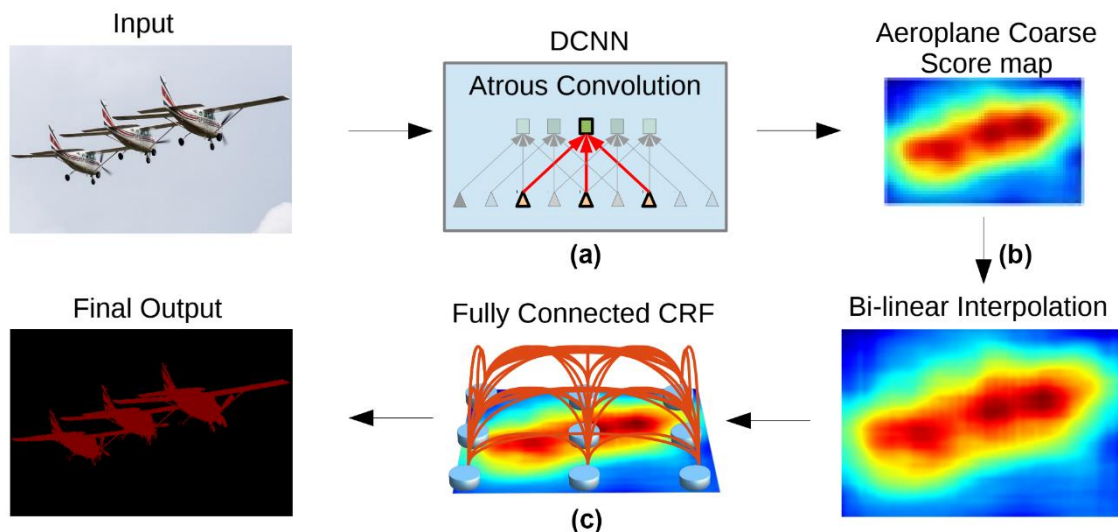 Input
DCNN
Aeroplane Coarse
Score map
Atrous Convolution
(a)
(b)
Final Output
Fully Connected CRF
Bi-linear Interpolation
(c)